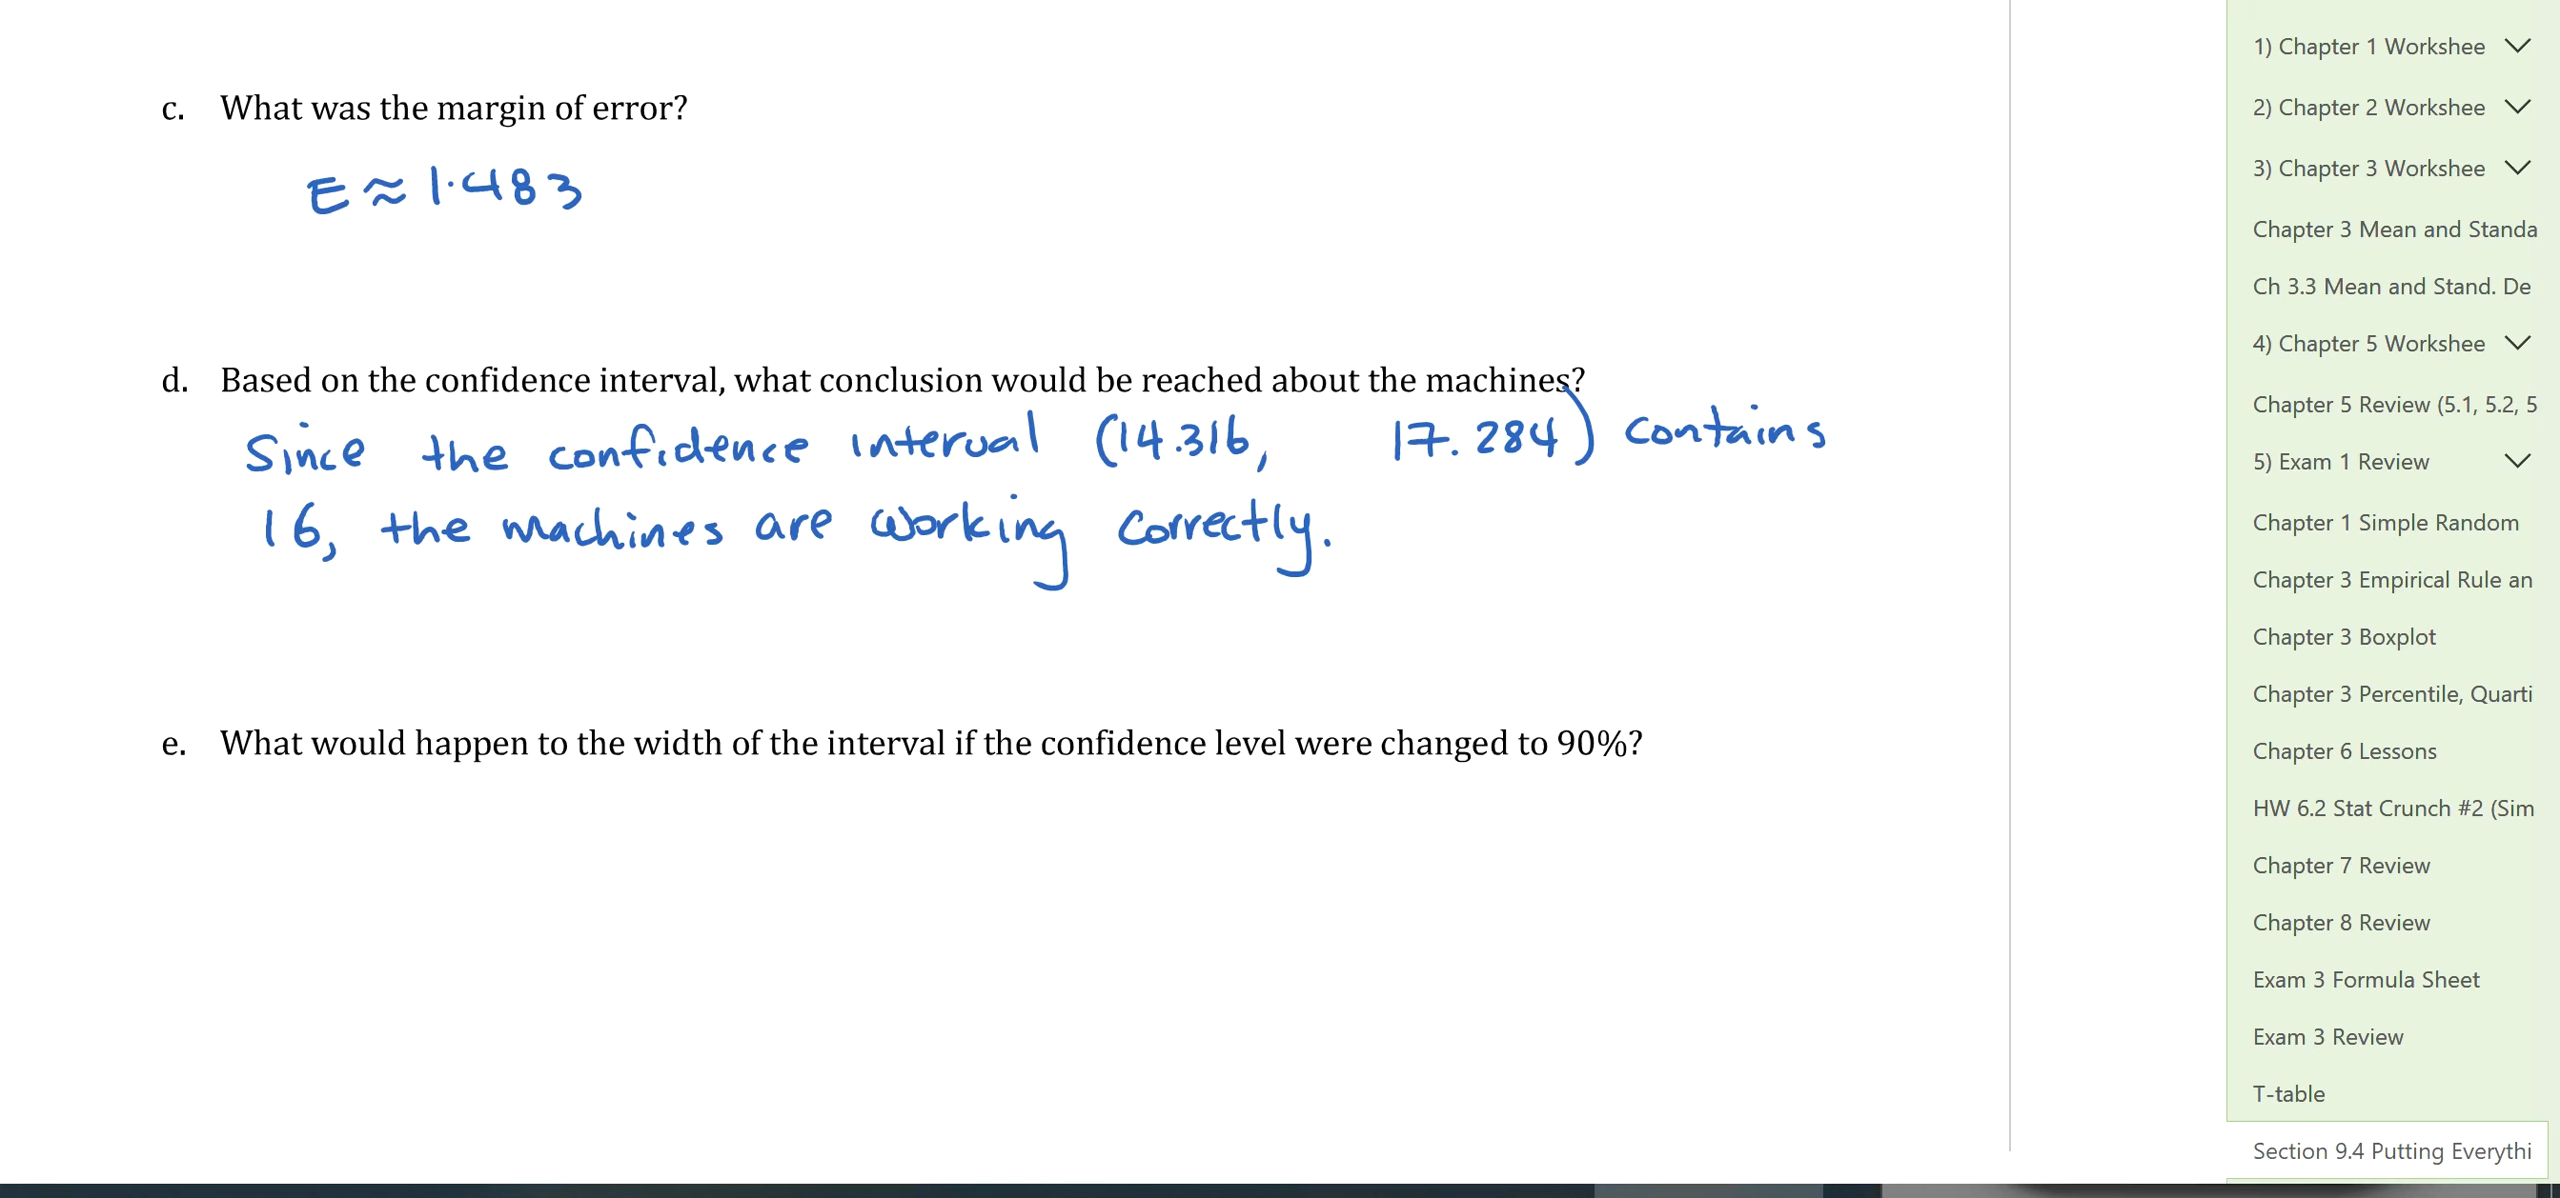 c. What was the margin of error?
E ≈ 1.483
d. Based on the confidence interval, what conclusion would be reached about the machines?
Since the confidence interval (14.316, 17.284) contains
16, the machines are working correctly.
e. What would happen to the width of the interval if the confidence level were changed to 90%?
1) Chapter 1 Workshee
2) Chapter 2 Workshee
3) Chapter 3 Workshee
Chapter 3 Mean and Standa
Ch 3.3 Mean and Stand. De
4) Chapter 5 Workshee
Chapter 5 Review (5.1, 5.2, 5
5) Exam 1 Review
Chapter 1 Simple Random
Chapter 3 Empirical Rule an
Chapter 3 Boxplot
Chapter 3 Percentile, Quarti
Chapter 6 Lessons
HW 6.2 Stat Crunch #2 (Sim
Chapter 7 Review
Chapter 8 Review
Exam 3 Formula Sheet
Exam 3 Review
T-table
Section 9.4 Putting Everythi